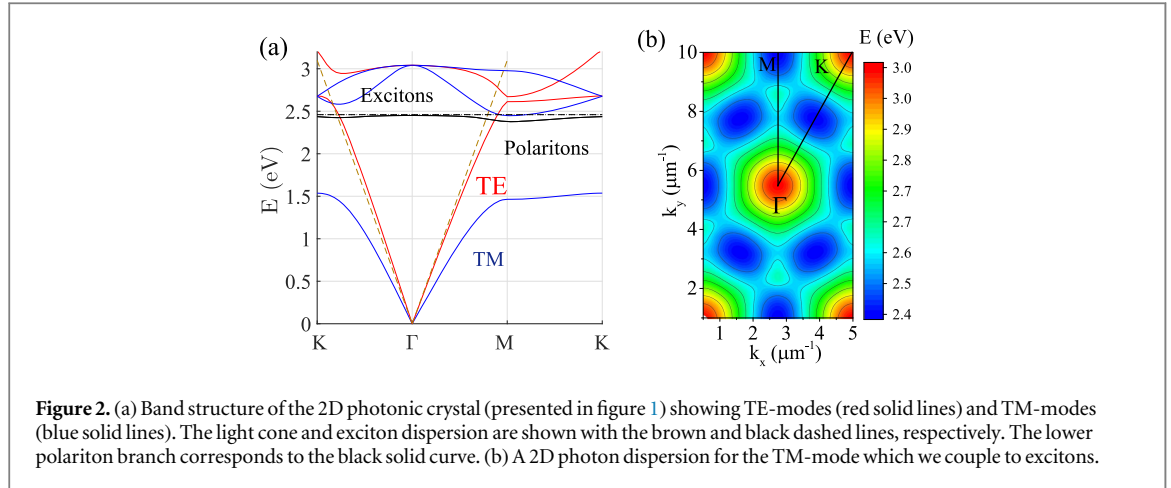 (a)
3
2.5
2
1.5
1
0.5
0
E (eV)
Excitons
Polaritons
TE
TM
K
Γ
M
K
(b)
E (eV)
10
8
6
4
2
k_y (μm⁻¹)
M
K
Γ
1
2
3
4
5
k_x (μm⁻¹)
3.0
2.9
2.8
2.7
2.6
2.5
2.4
Figure 2. (a) Band structure of the 2D photonic crystal (presented in figure 1) showing TE-modes (red solid lines) and TM-modes
(blue solid lines). The light cone and exciton dispersion are shown with the brown and black dashed lines, respectively. The lower
polariton branch corresponds to the black solid curve. (b) A 2D photon dispersion for the TM-mode which we couple to excitons.